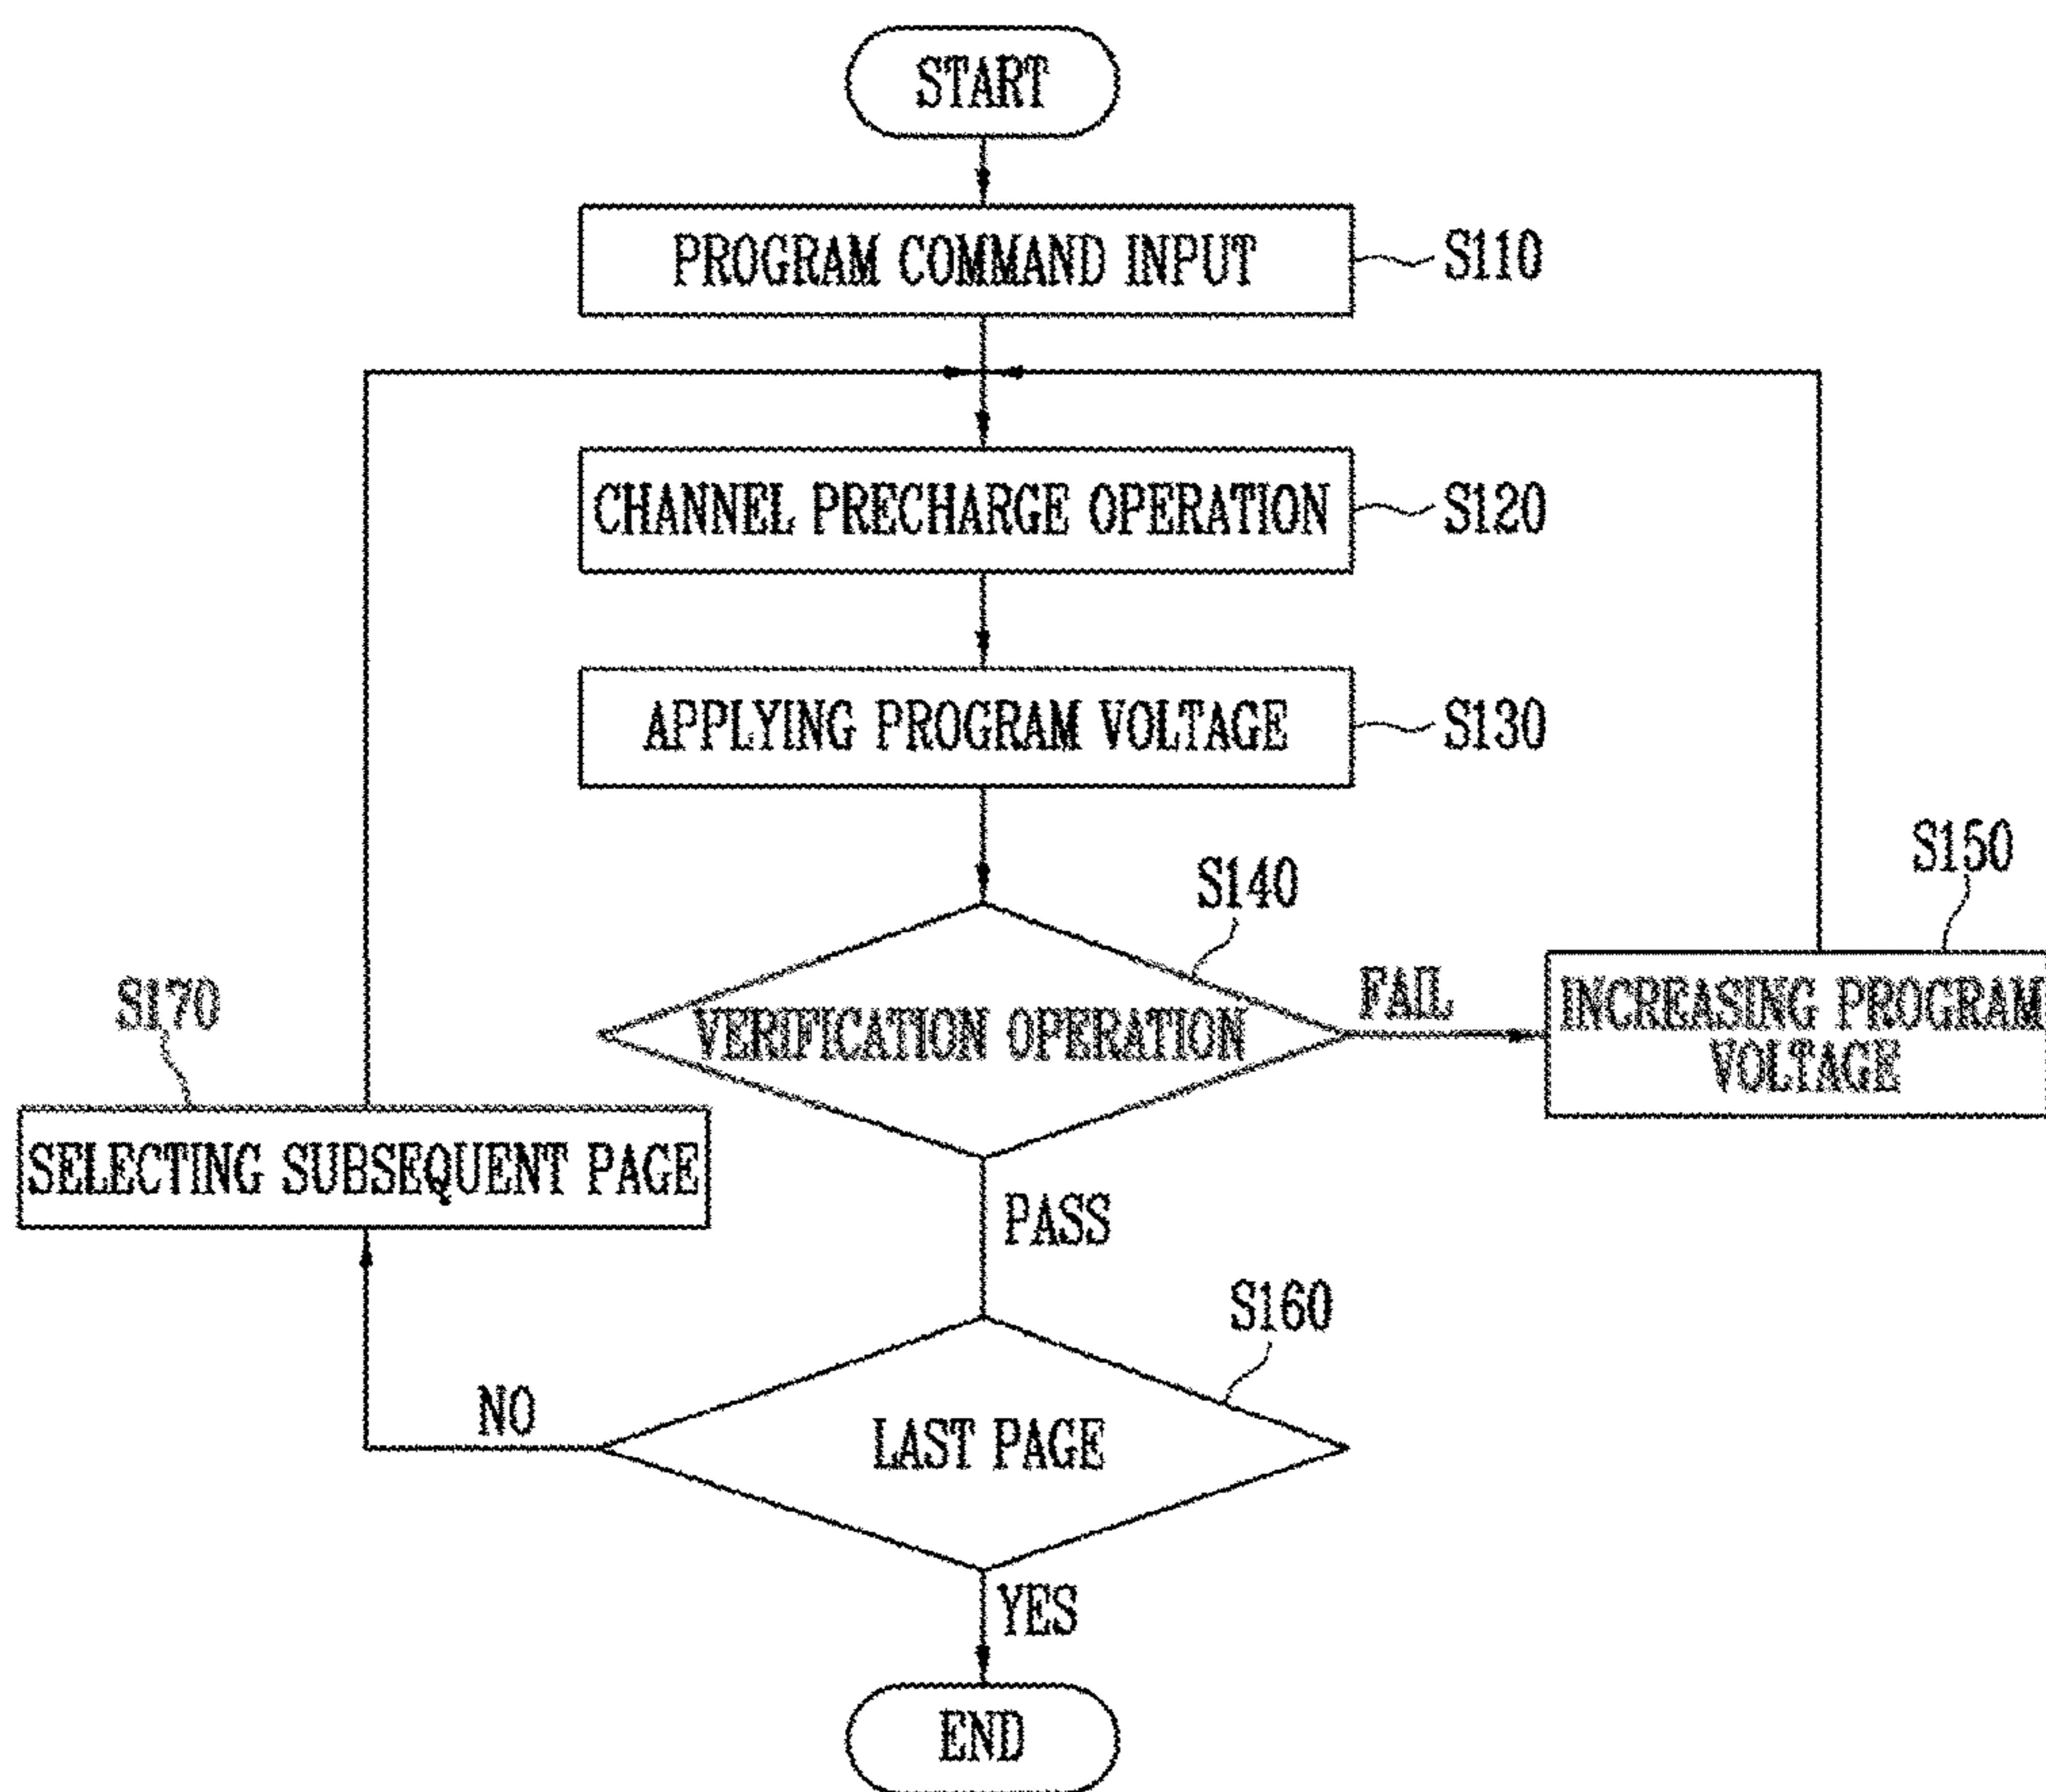 START
PROGRAM COMMAND INPUT
S110
CHANNEL PRECHARGE OPERATION
S120
APPLYING PROGRAM VOLTAGE
S130
S140
VERIFICATION OPERATION
FAIL
S150
INCREASING PROGRAM
VOLTAGE
S170
SELECTING SUBSEQUENT PAGE
PASS
S160
LAST PAGE
NO
YES
END